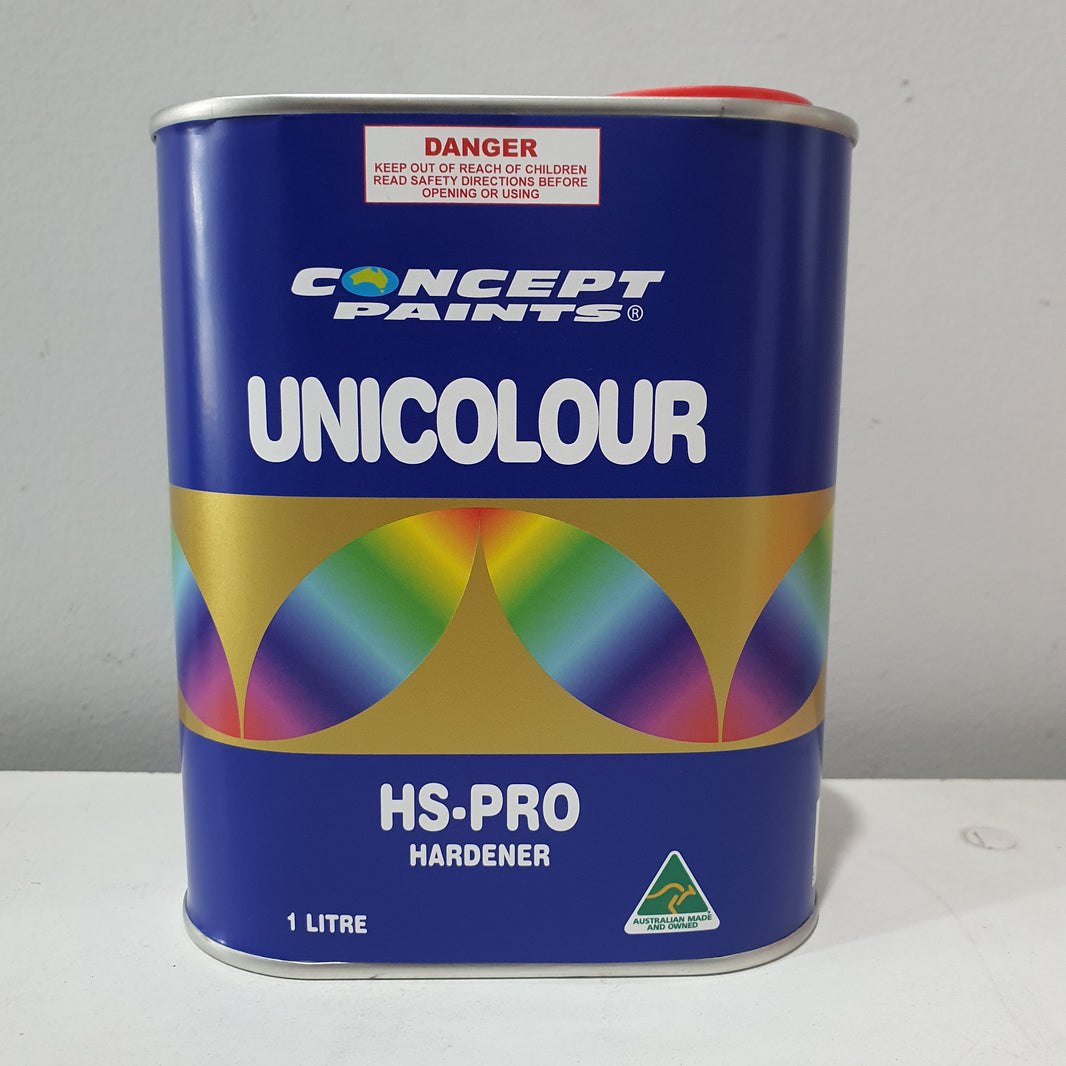 DANGER
KEEP OUT OF REACH OF CHILDREN
READ SAFETY DIRECTIONS BEFORE
OPENING OR USING
CONCEPT
PAINTS®
UNICOLOUR
HS-PRO
HARDENER
1 LITRE
AUSTRALIAN MADE
AND OWNED